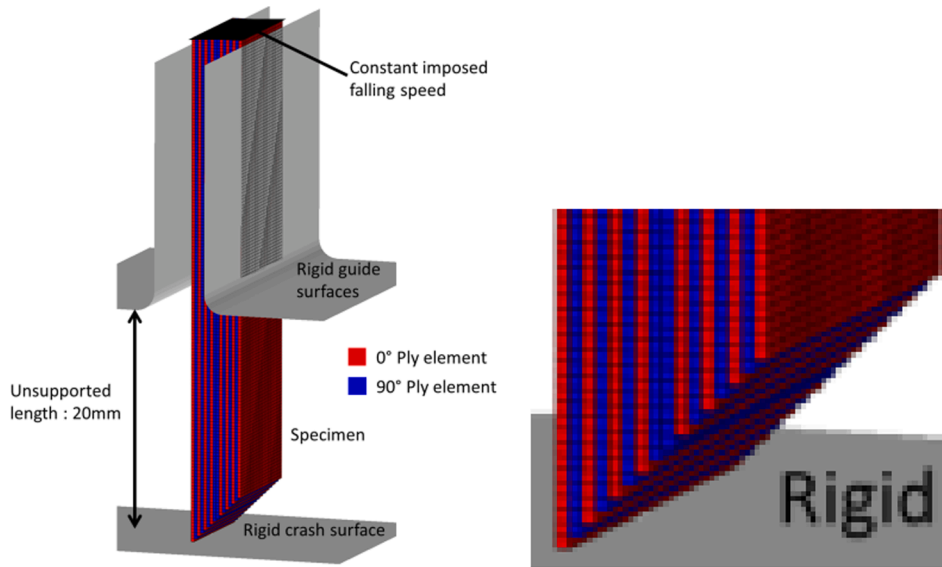 Constant imposed
falling speed
Rigid guide
surfaces
0° Ply element
90° Ply element
Unsupported
length : 20mm
Specimen
Rigid crash surface
Rigid